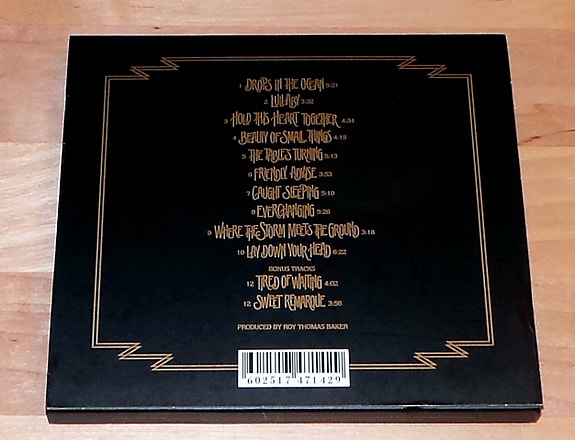 1 DROPS IN THE OCEAN 5:21
2 LULLABY 3:32
3 HOLD THIS HEART TOGETHER 4:34
4 BEAUTY OF SMALL THINGS 4:15
5 THE TABLE'S TURNING 5:13
6 FRIENDLY ADVISE 3:53
7 CAUGHT SLEEPING 5:10
8 EVERCHANGING 5:28
9 WHERE THE STORM MEETS THE GROUND 3:18
10 LAY DOWN YOUR HEAD 6:22
BONUS TRACKS
12 TIRED OF WAITING 4:02
12 SWEET REMARQUE 3:56
PRODUCED BY ROY THOMAS BAKER
602517 471429